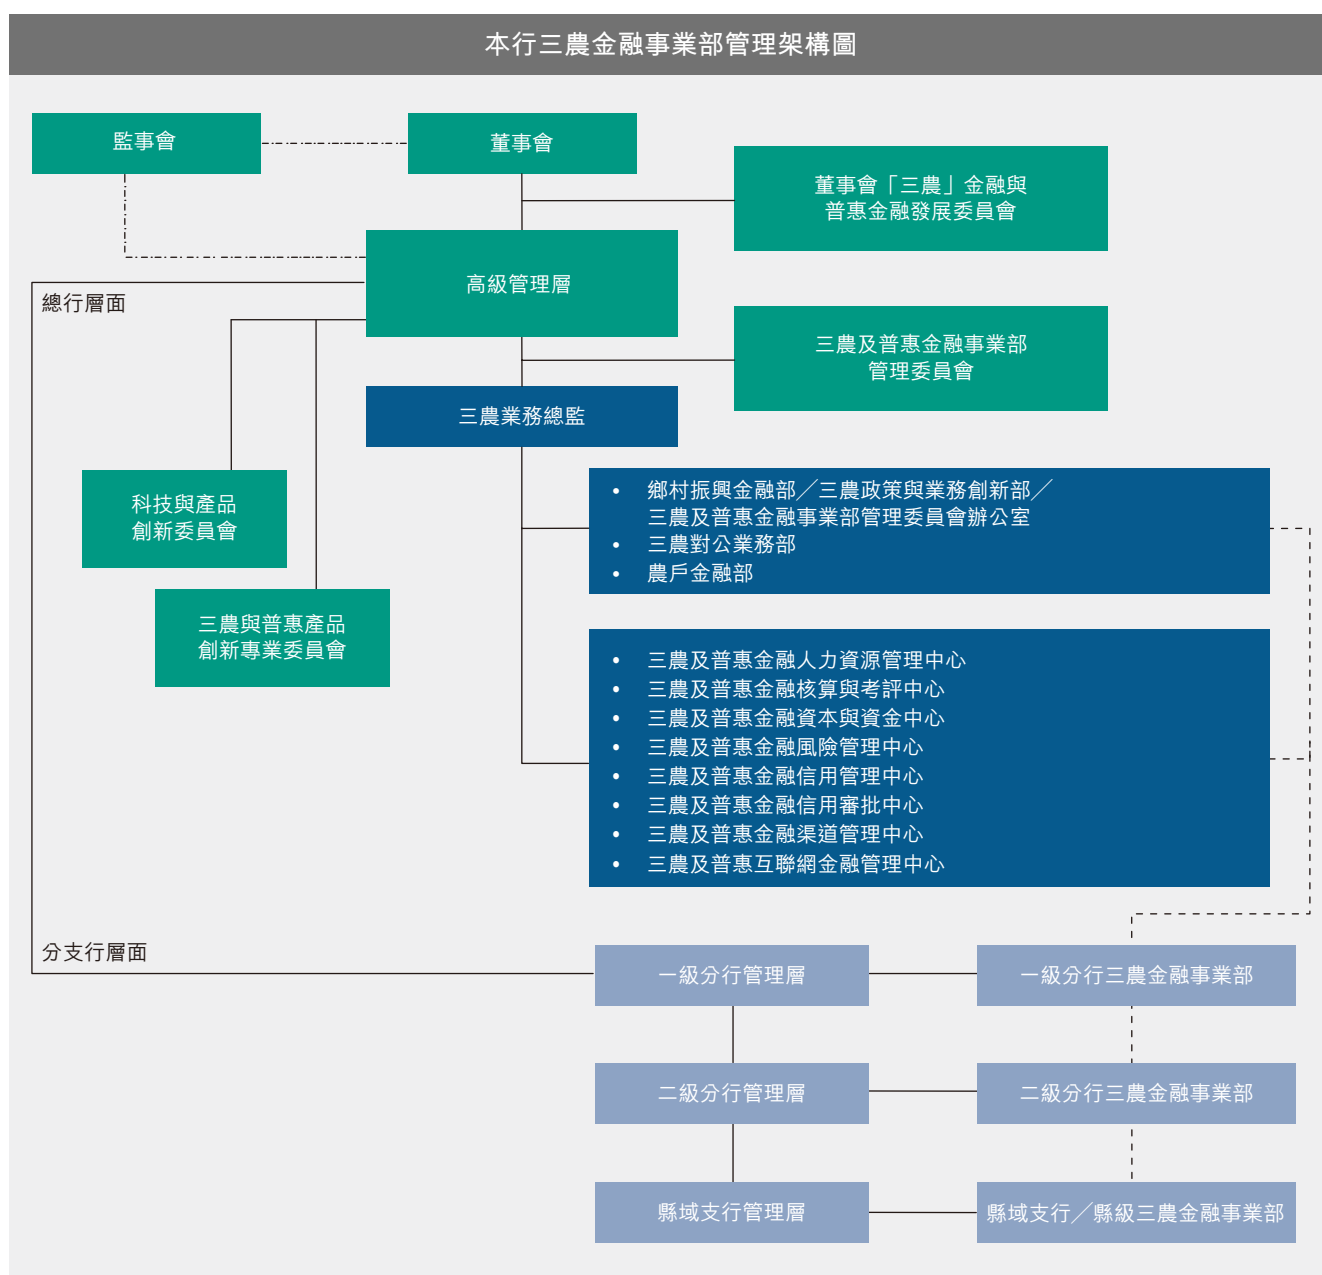 本行三農金融事業部管理架構圖
監事會
董事會
董事會「三農」金融與
普惠金融發展委員會
高級管理層
總行層面
三農及普惠金融事業部
管理委員會
三農業務總監
科技與產品
創新委員會
三農與普惠產品
創新專業委員會
• 鄉村振興金融部／三農政策與業務創新部／
三農及普惠金融事業部管理委員會辦公室
• 三農對公業務部
• 農戶金融部
• 三農及普惠金融人力資源管理中心
• 三農及普惠金融核算與考評中心
• 三農及普惠金融資本與資金中心
• 三農及普惠金融風險管理中心
• 三農及普惠金融信用管理中心
• 三農及普惠金融信用審批中心
• 三農及普惠金融渠道管理中心
• 三農及普惠互聯網金融管理中心
分支行層面
一級分行管理層
一級分行三農金融事業部
二級分行管理層
二級分行三農金融事業部
縣域支行管理層
縣域支行／縣級三農金融事業部